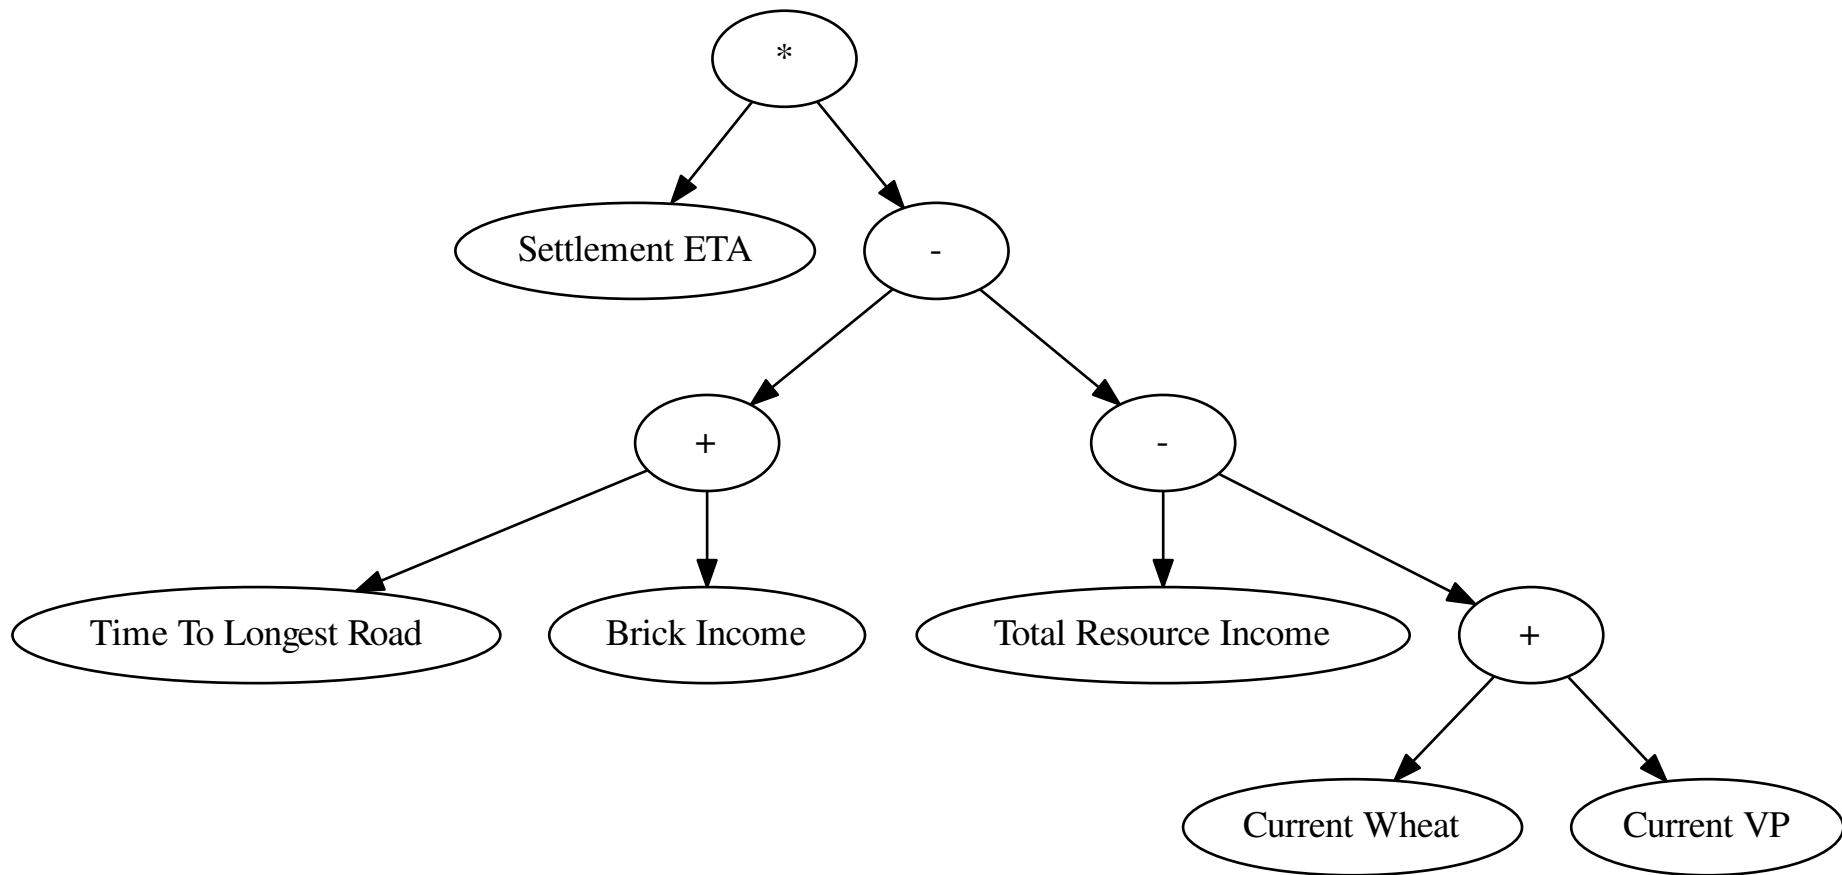 *
Settlement ETA
-
+
-
Time To Longest Road
Brick Income
Total Resource Income
+
Current Wheat
Current VP